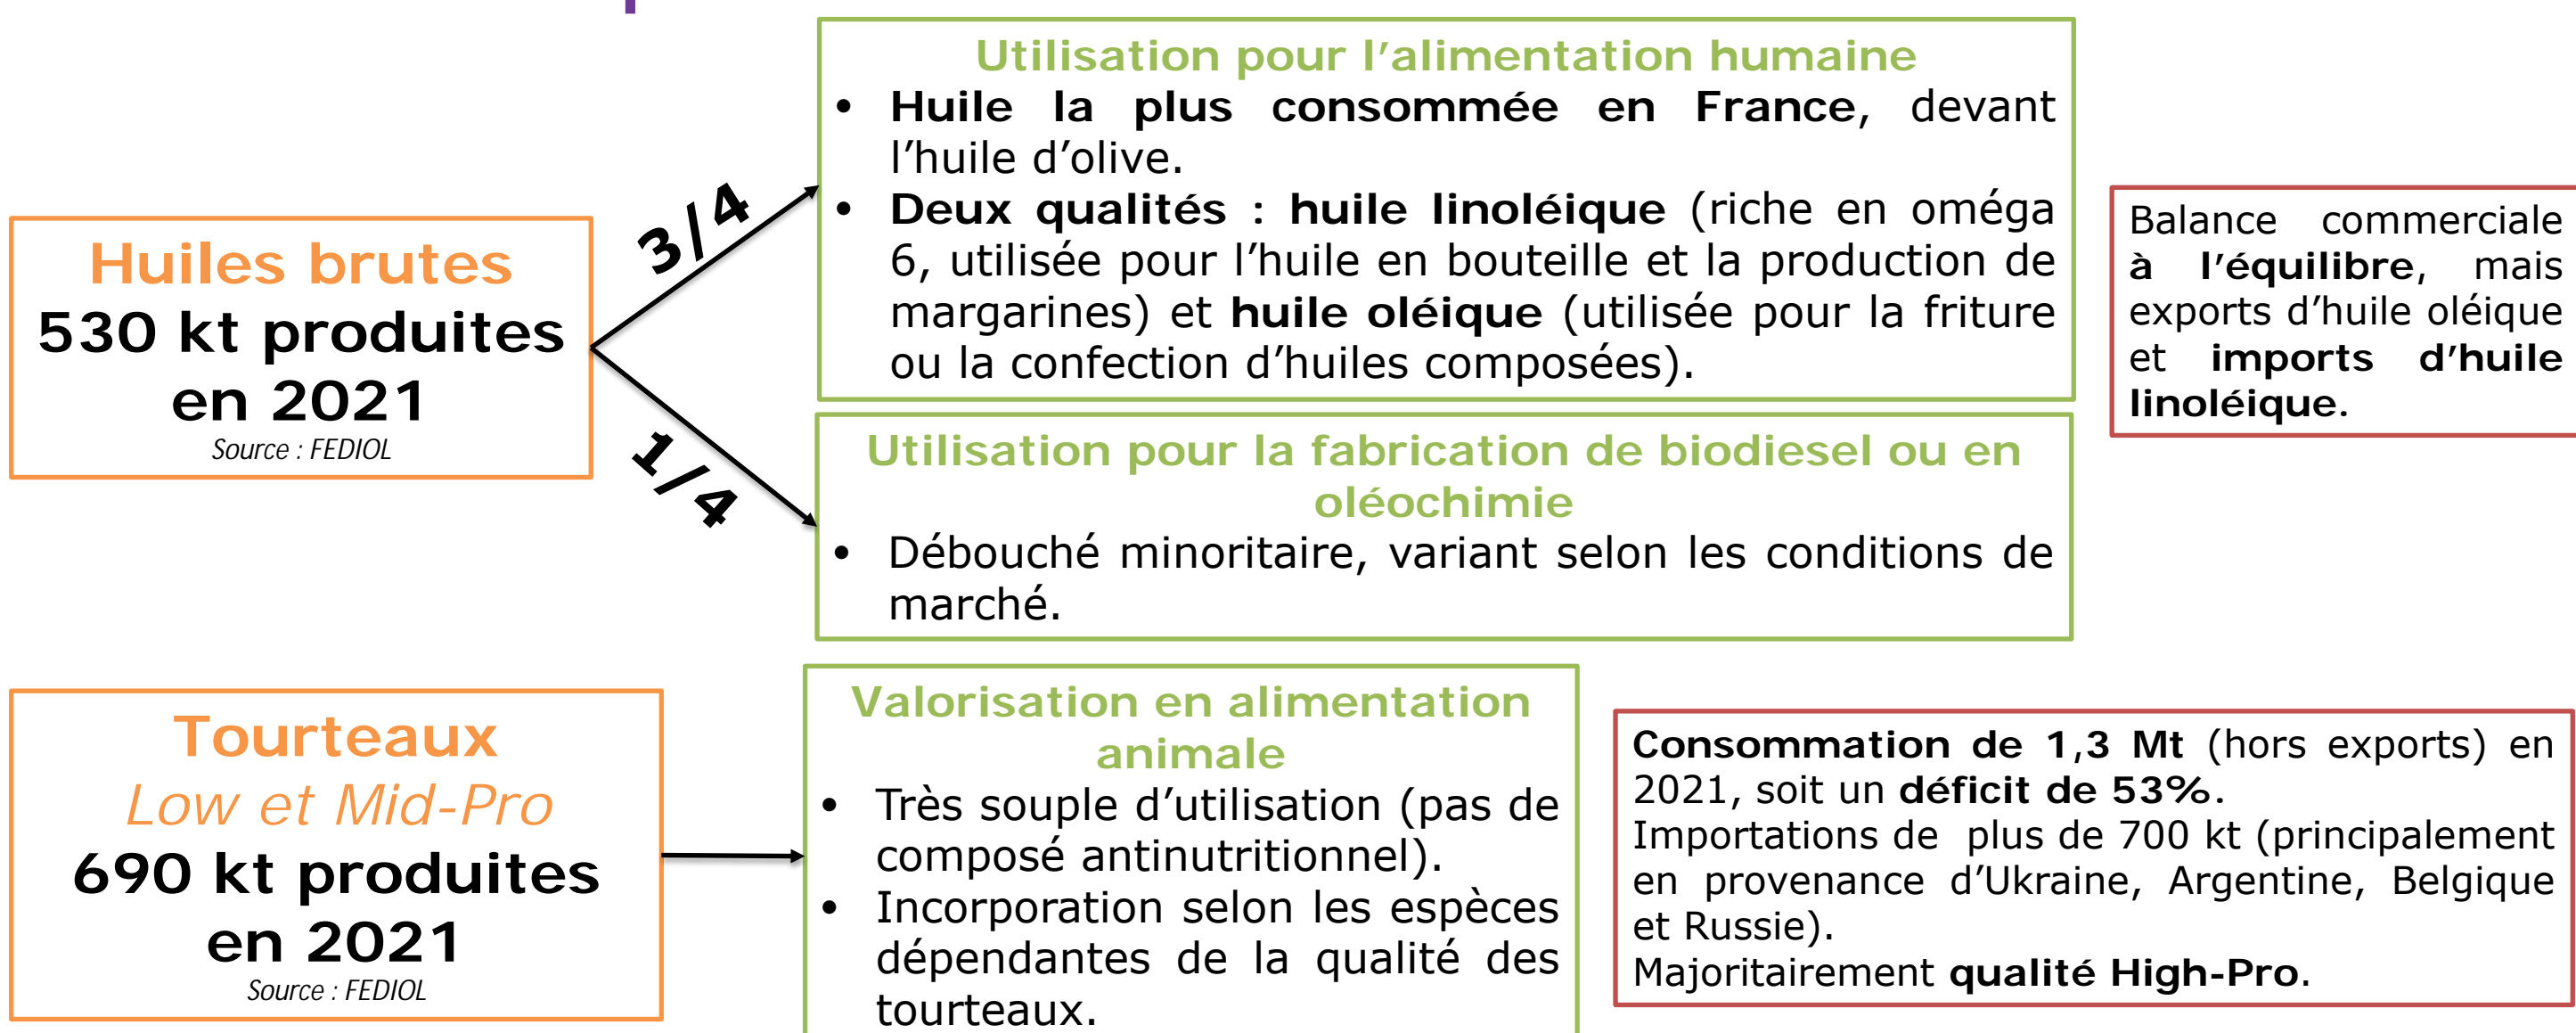 Huiles brutes
530 kt produites
en 2021
Source : FEDIOL
3/4
1/4
Utilisation pour l’alimentation humaine
• Huile la plus consommée en France, devant
l’huile d’olive.
• Deux qualités : huile linoléique (riche en oméga
6, utilisée pour l’huile en bouteille et la production de
margarines) et huile oléique (utilisée pour la friture
ou la confection d’huiles composées).
Balance commerciale
à l’équilibre, mais
exports d’huile oléique
et imports d’huile
linoléique.
Utilisation pour la fabrication de biodiesel ou en
oléochimie
• Débouché minoritaire, variant selon les conditions de
marché.
Tourteaux
Low et Mid-Pro
690 kt produites
en 2021
Source : FEDIOL
Valorisation en alimentation
animale
• Très souple d’utilisation (pas de
composé antinutritionnel).
• Incorporation selon les espèces
dépendantes de la qualité des
tourteaux.
Consommation de 1,3 Mt (hors exports) en
2021, soit un déficit de 53%.
Importations de plus de 700 kt (principalement
en provenance d’Ukraine, Argentine, Belgique
et Russie).
Majoritairement qualité High-Pro.